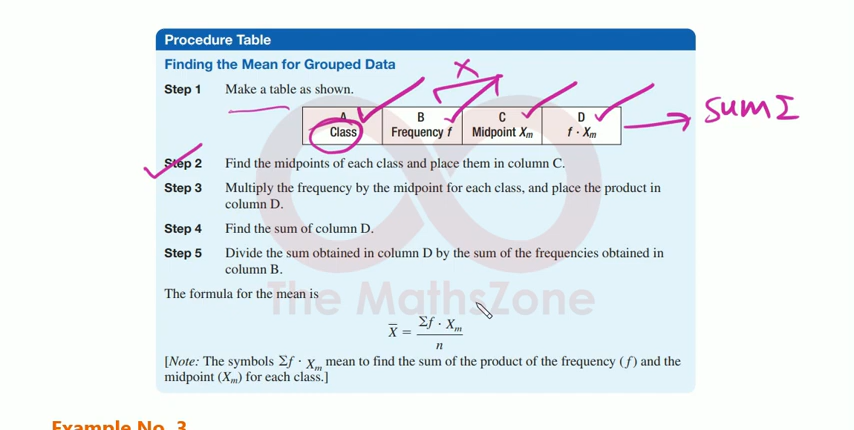 Procedure Table
Finding the Mean for Grouped Data
Step 1 Make a table as shown.
X
A B C D
Class Frequency f Midpoint Xm f · Xm
sum Σ
Step 2 Find the midpoints of each class and place them in column C.
Step 3 Multiply the frequency by the midpoint for each class, and place the product in
column D.
Step 4 Find the sum of column D.
Step 5 Divide the sum obtained in column D by the sum of the frequencies obtained in
column B.
The formula for the mean is
The MathsZone
X̄ = Σf · Xm / n
[Note: The symbols Σf · Xm mean to find the sum of the product of the frequency (f) and the
midpoint (Xm) for each class.]
Example No. 3